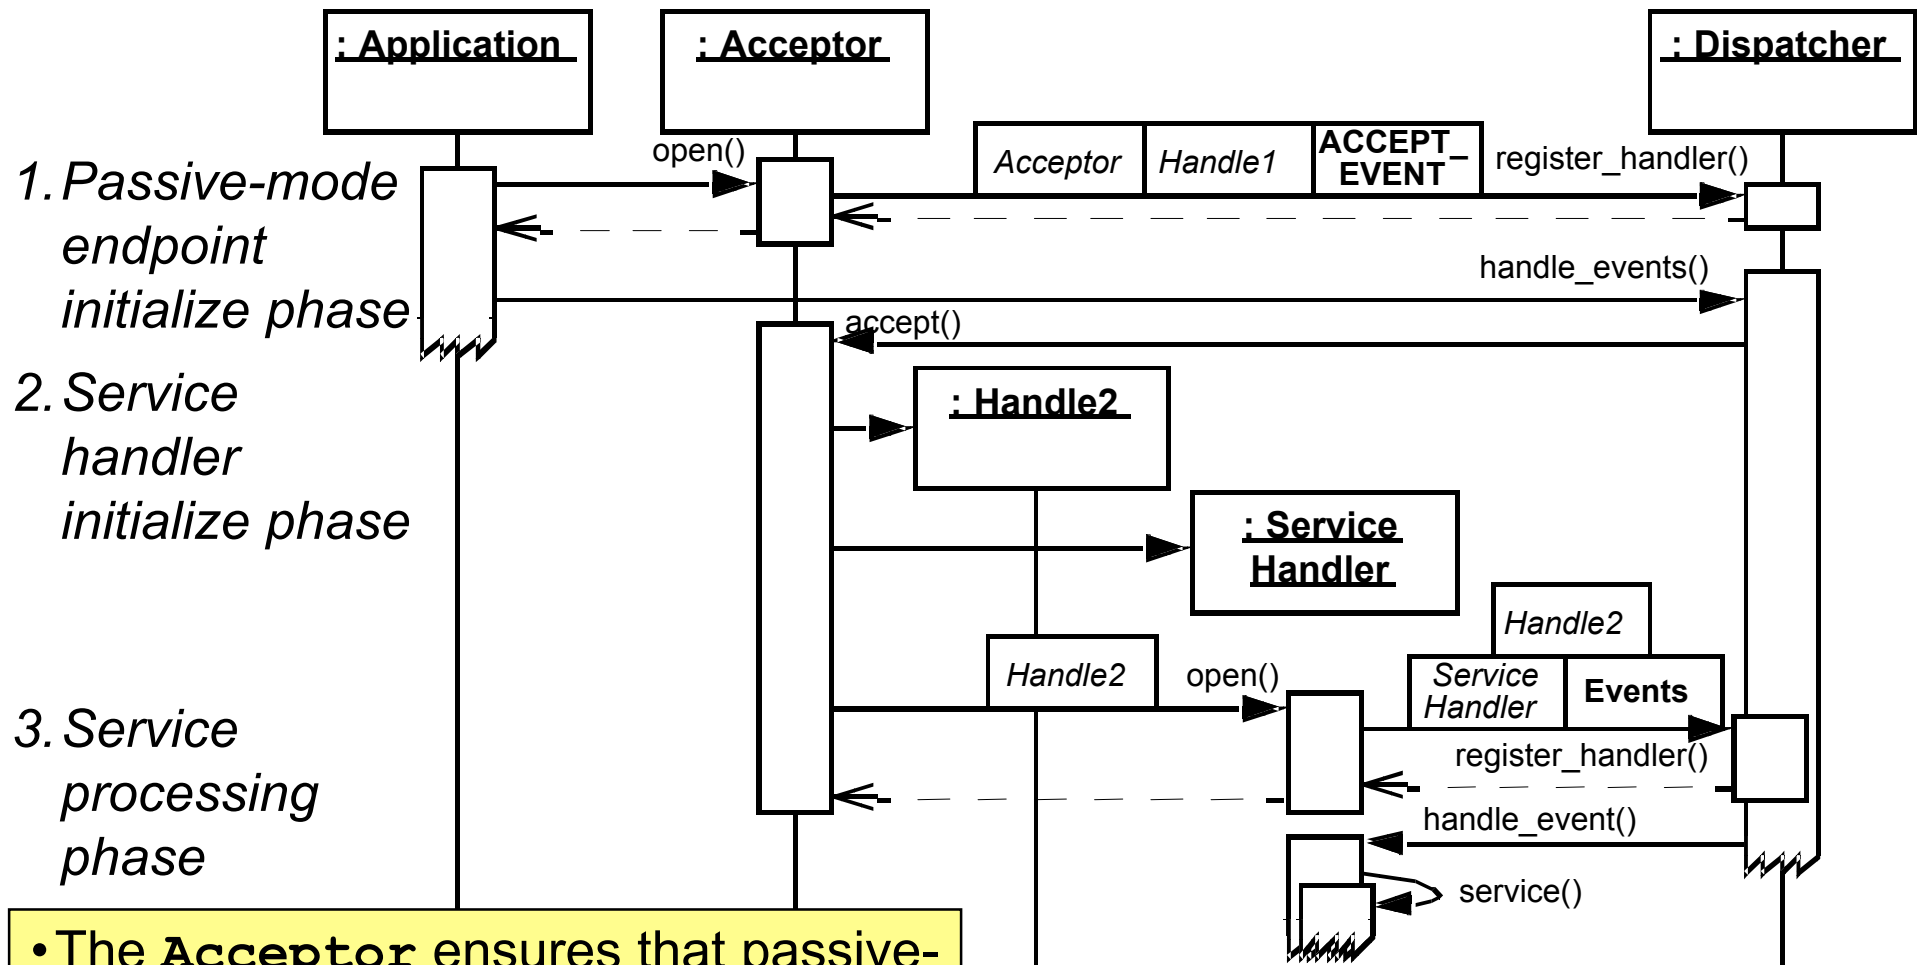 : Application
: Acceptor
: Dispatcher
1. Passive-mode
endpoint
initialize phase
open()
Acceptor
Handle1
ACCEPT_
EVENT
register_handler()
handle_events()
accept()
2. Service
handler
initialize phase
: Handle2
: Service
Handler
Handle2
open()
Handle2
Service
Handler
Events
register_handler()
3. Service
processing
phase
handle_event()
service()
• The Acceptor ensures that passive-